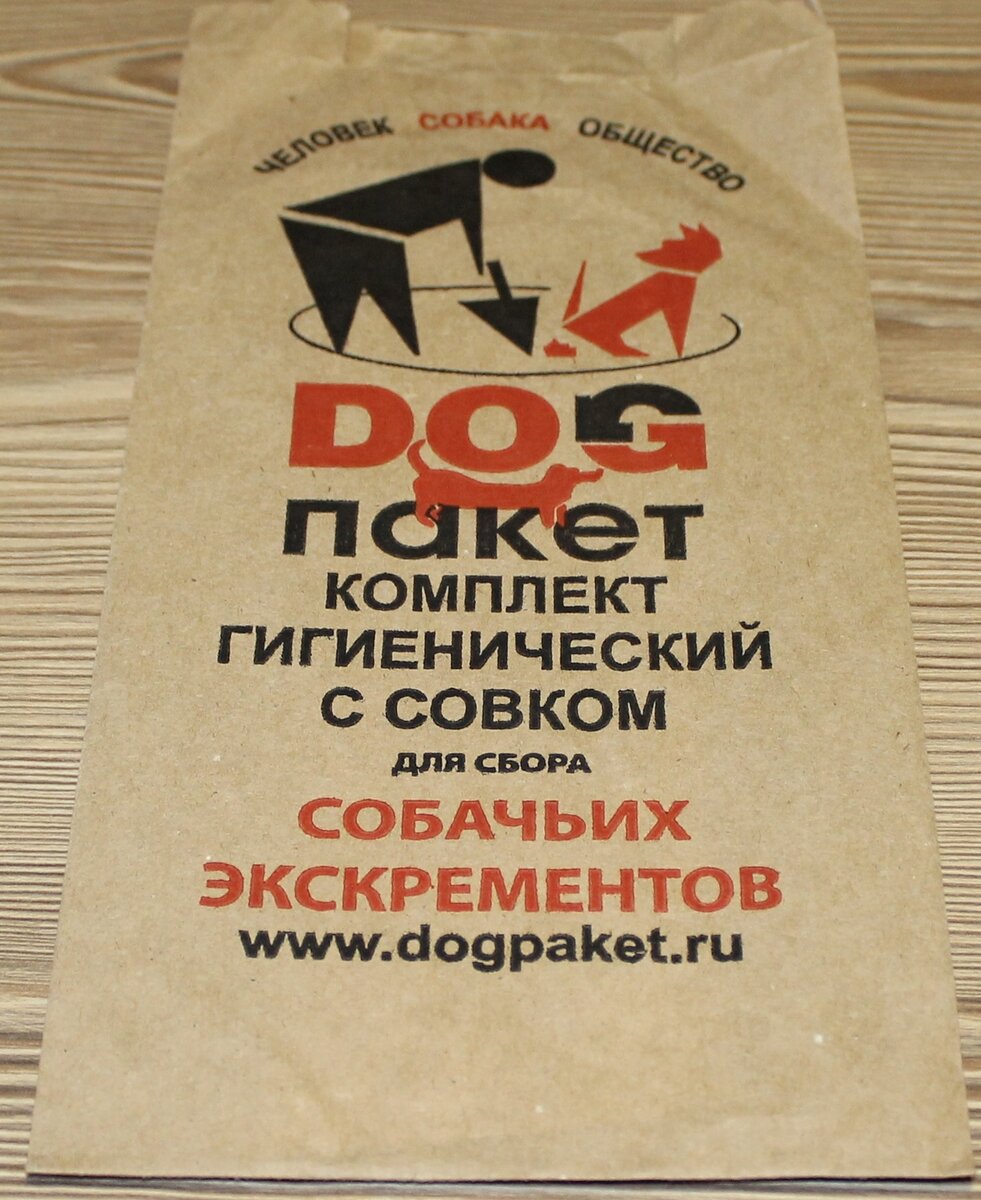 ЧЕЛОВЕК СОБАКА ОБЩЕСТВО
DOG
пакет
КОМПЛЕКТ
ГИГИЕНИЧЕСКИЙ
С СОВКОМ
ДЛЯ СБОРА
СОБАЧЬИХ
ЭКСКРЕМЕНТОВ
www.dogpaket.ru